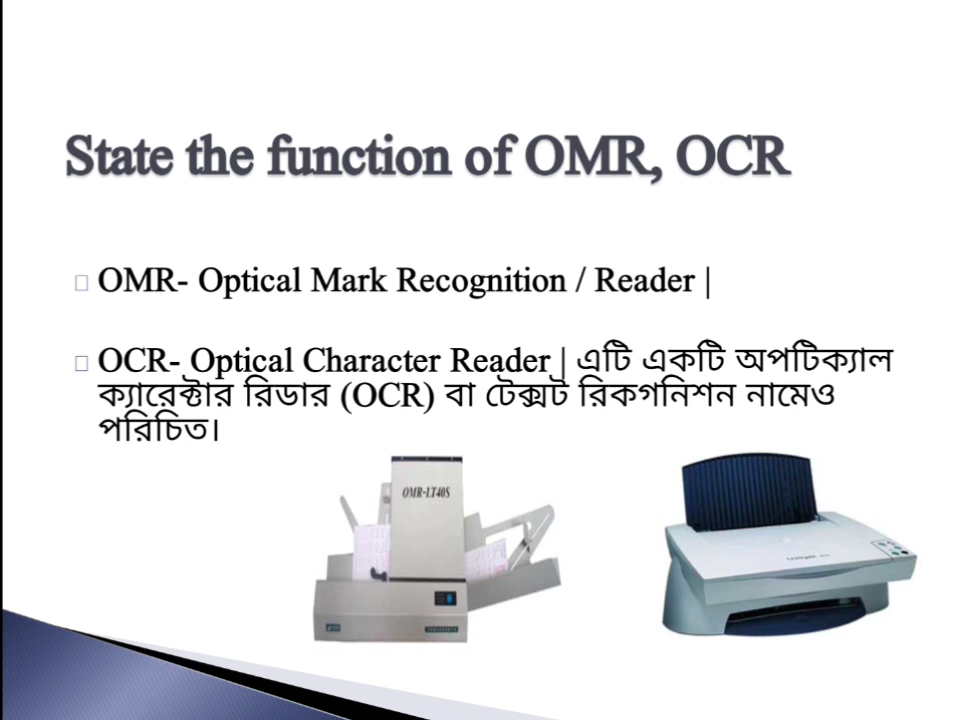 State the function of OMR, OCR
OMR- Optical Mark Recognition / Reader |
OCR- Optical Character Reader | এটি একটি অপটিক্যাল
ক্যারেক্টার রিডার (OCR) বা টেক্সট রিকগনিশন নামেও
পরিচিত।
OMR-LT40S